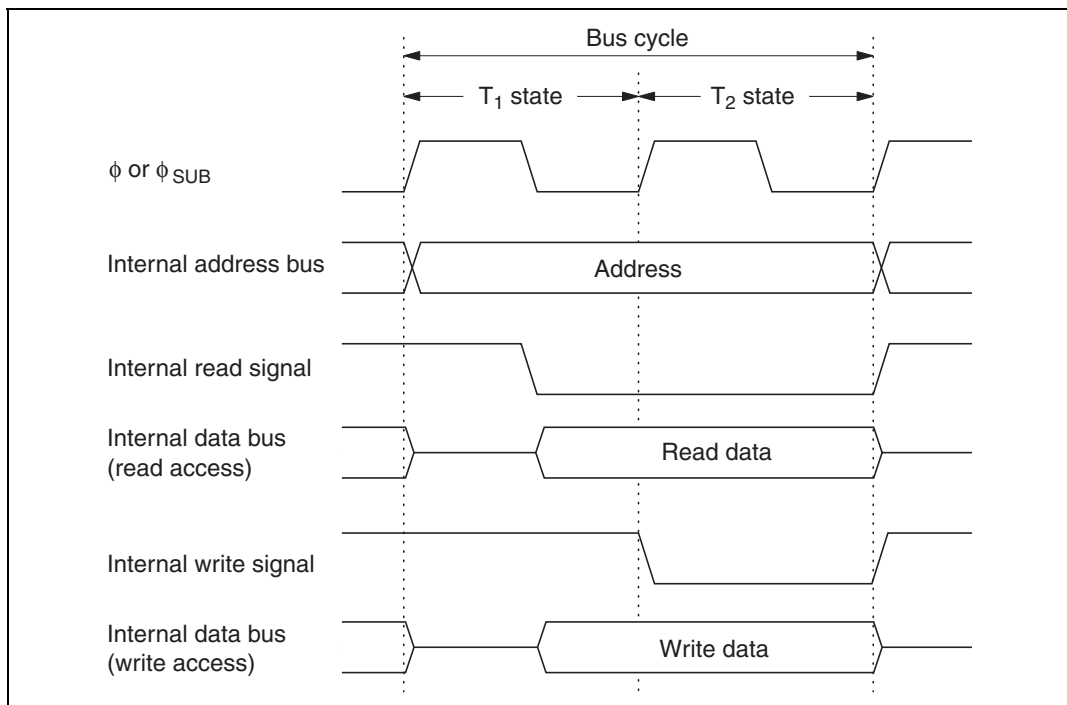 Bus cycle
T₁ state
T₂ state
ϕ or ϕ SUB
Internal address bus
Address
Internal read signal
Internal data bus
(read access)
Read data
Internal write signal
Internal data bus
(write access)
Write data